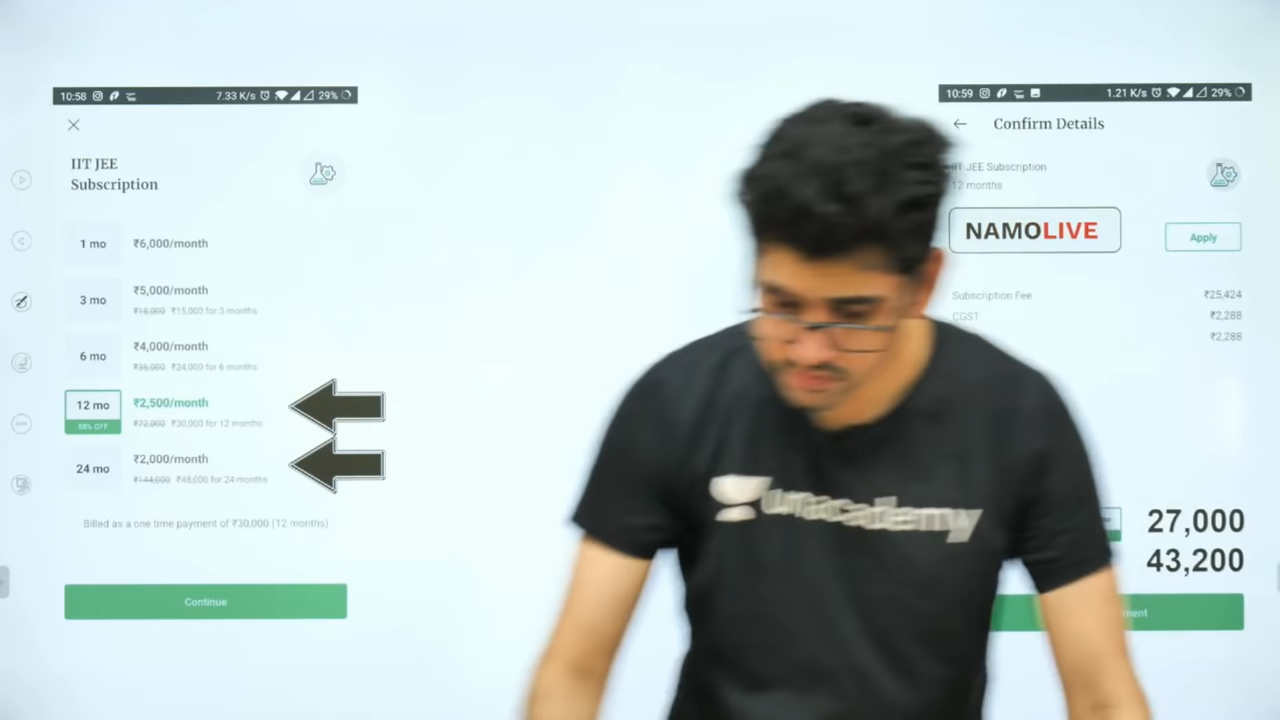 10:58
7.33 K/s
29%
IIT JEE
Subscription
1 mo
₹6,000/month
3 mo
₹5,000/month
₹18,000 ₹15,000 for 3 months
6 mo
₹4,000/month
₹36,000 ₹24,000 for 6 months
12 mo
58% OFF
₹2,500/month
₹72,000 ₹30,000 for 12 months
24 mo
₹2,000/month
₹144,000 ₹48,000 for 24 months
Billed as a one time payment of ₹30,000 (12 months)
Continue
unacademy
10:59
1.21 K/s
29%
Confirm Details
IIT JEE Subscription
12 months
NAMOLIVE
Apply
Subscription Fee ₹25,424
CGST ₹2,288
₹2,288
27,000
43,200